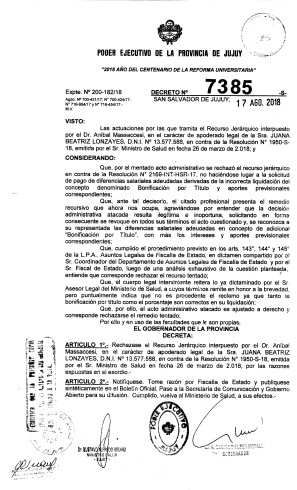 PODER EJECUTIVO DE LA PROVINCIA DE JUJUY
"2018 AÑO DEL CENTENARIO DE LA REFORMA UNIVERSITARIA"
Expte. Nº 200-182/18
DECRETO Nº 7385 -S-
SAN SALVADOR DE JUJUY, 17 AGO. 2018
VISTO:
Las actuaciones por las que tramita el Recurso Jerárquico interpuesto
por el Dr. Aníbal Massaccesi, en el carácter de apoderado legal de la Sra. JUANA
BEATRIZ LONZAYES, D.N.I. Nº 13.577.588, en contra de la Resolución Nº 1950-S-
18, emitida por el Sr. Ministro de Salud en fecha 26 de marzo de 2.018; y
CONSIDERANDO:
Que, por el mentado acto administrativo se rechazó el recurso jerárquico
en contra de la Resolución Nº 2169-INT-HSR-17, no haciéndose lugar a la solicitud
de pago de diferencias salariales adeudadas derivadas de la incorrecta liquidación del
concepto denominado Bonificación por Título y aportes previsionales
correspondientes;
Que, ante tal decisorio, el citado profesional presenta el remedio
recursivo que ahora nos ocupa, agraviándose por entender que la decisión
administrativa atacada resulta ilegítima e inoportuna, solicitando en forma
consecuente se revoque en todos sus términos el acto cuestionado, y se reconozca a
su representada las diferencias salariales adeudadas en concepto de adicional
"Bonificación por Título", con más los intereses y aportes previsionales
correspondientes;
Que, cumplido el procedimiento previsto en los arts. 143°, 144° y 145°
de la L.P.A., Asuntos Legales de Fiscalía de Estado, en dictamen compartido por el
Sr. Coordinador del Departamento de Asuntos Legales de Fiscalía de Estado y por el
Sr. Fiscal de Estado, luego de una análisis exhaustivo de la cuestión planteada,
entiende que corresponde rechazar el recurso tentado;
Que, el cuerpo legal interviniente reitera lo ya dictaminado por el Sr.
Asesor Legal del Ministerio de Salud, a cuyos términos remite en honor a la brevedad,
pero puntualmente indica que no es procedente el reclamo ya que tanto la
bonificación por título como el porcentaje son correctos en su liquidación;
Que, por ello, el acto administrativo atacado es ajustado a derecho y
corresponde rechazarse el remedio tentado;
Por ello y en uso de las facultades que le son propias,
EL GOBERNADOR DE LA PROVINCIA
DECRETA:
ARTICULO 1º.- Rechazase el Recurso Jerárquico interpuesto por el Dr. Aníbal
Massaccesi, en el carácter de apoderado legal de la Sra. JUANA BEATRIZ
LONZAYES, D.N.I. Nº 13.577.588, en contra de la Resolución Nº 1950-S-18, emitida
por el Sr. Ministro de Salud en fecha 26 de marzo de 2018, por las razones
expuestas en el exordio.
ARTICULO 2º.- Notifíquese. Tome razón por Fiscalía de Estado y publíquese
sintéticamente en el Boletín Oficial. Pase a la Secretaría de Comunicación y Gobierno
Abierto para su difusión. Cumplido, vuelva al Ministerio de Salud, a sus efectos.-
PODER EJECUTIVO
MINISTRO SALUD
GOBERNADOR